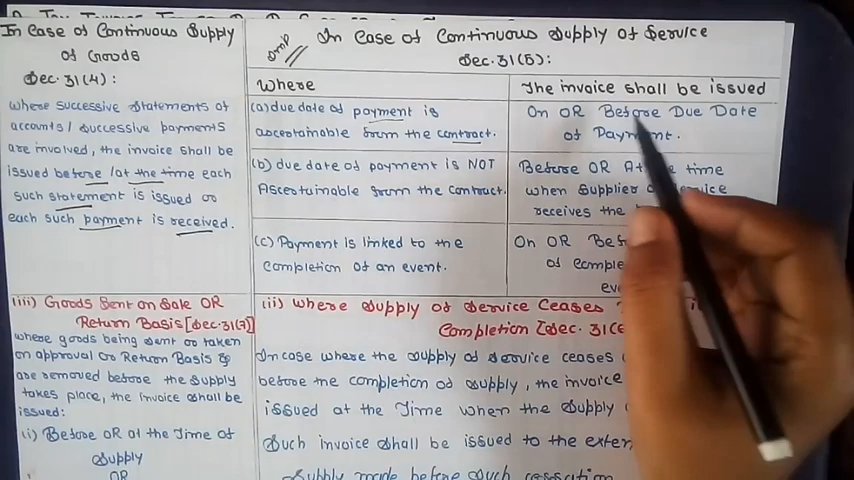 In Case of Continuous Supply
of Goods
Sec. 31(4) :
where successive statements of
accounts / successive payments
are involved, the invoice shall be
issued before / at the time each
such statement is issued or
each such payment is received.
Imp
In Case of Continuous Supply of Service
Sec. 31(5) :
Where
The invoice shall be issued
(a) due date of payment is
ascertainable from the contract.
On OR Before Due Date
of Payment.
(b) due date of payment is NOT
Ascertainable from the contract.
Before OR At time
when Supplier of Service
receives the
(c) Payment is linked to the
Completion of an event.
On OR
of
(iii) Goods Sent on Sale OR
Return Basis [Sec. 31(7)]
where goods being sent or taken
on approval or Return Basis &
are removed before the Supply
takes place, the invoice shall be
issued:
(i) Before OR at the Time of
Supply
OR
(ii) Where Supply of Service Ceases
Completion [Sec. 31(6
In case where the supply of service ceases
before the completion of supply, the invoice
issued at the Time when the Supply
Such invoice shall be issued to the
Supply made before such cessation